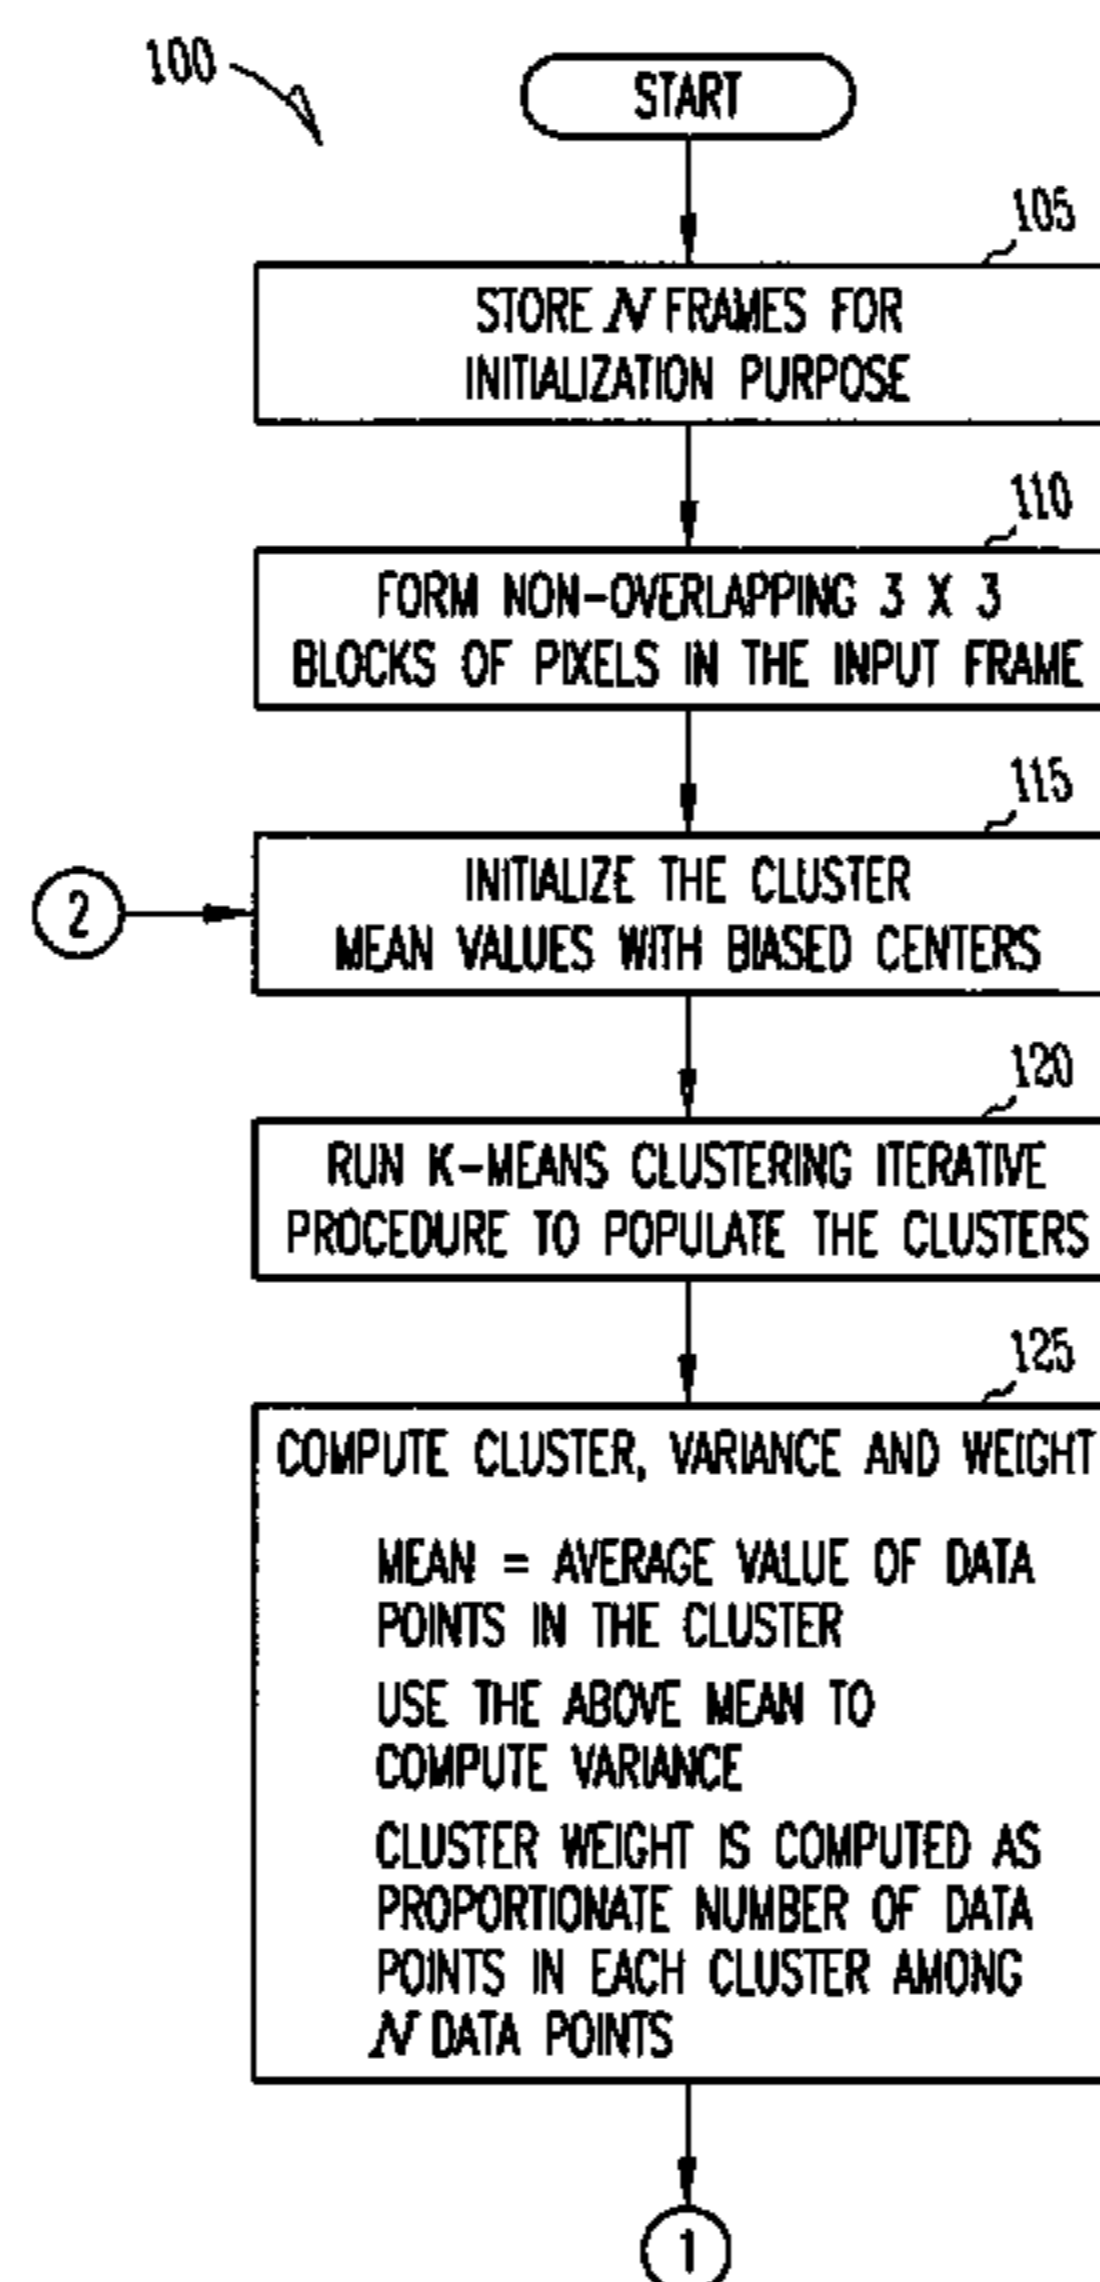 100
START
105
STORE N FRAMES FOR
INITIALIZATION PURPOSE
110
FORM NON-OVERLAPPING 3 X 3
BLOCKS OF PIXELS IN THE INPUT FRAME
115
INITIALIZE THE CLUSTER
MEAN VALUES WITH BIASED CENTERS
2
120
RUN K-MEANS CLUSTERING ITERATIVE
PROCEDURE TO POPULATE THE CLUSTERS
125
COMPUTE CLUSTER, VARIANCE AND WEIGHT
MEAN = AVERAGE VALUE OF DATA
POINTS IN THE CLUSTER
USE THE ABOVE MEAN TO
COMPUTE VARIANCE
CLUSTER WEIGHT IS COMPUTED AS
PROPORTIONATE NUMBER OF DATA
POINTS IN EACH CLUSTER AMONG
N DATA POINTS
1